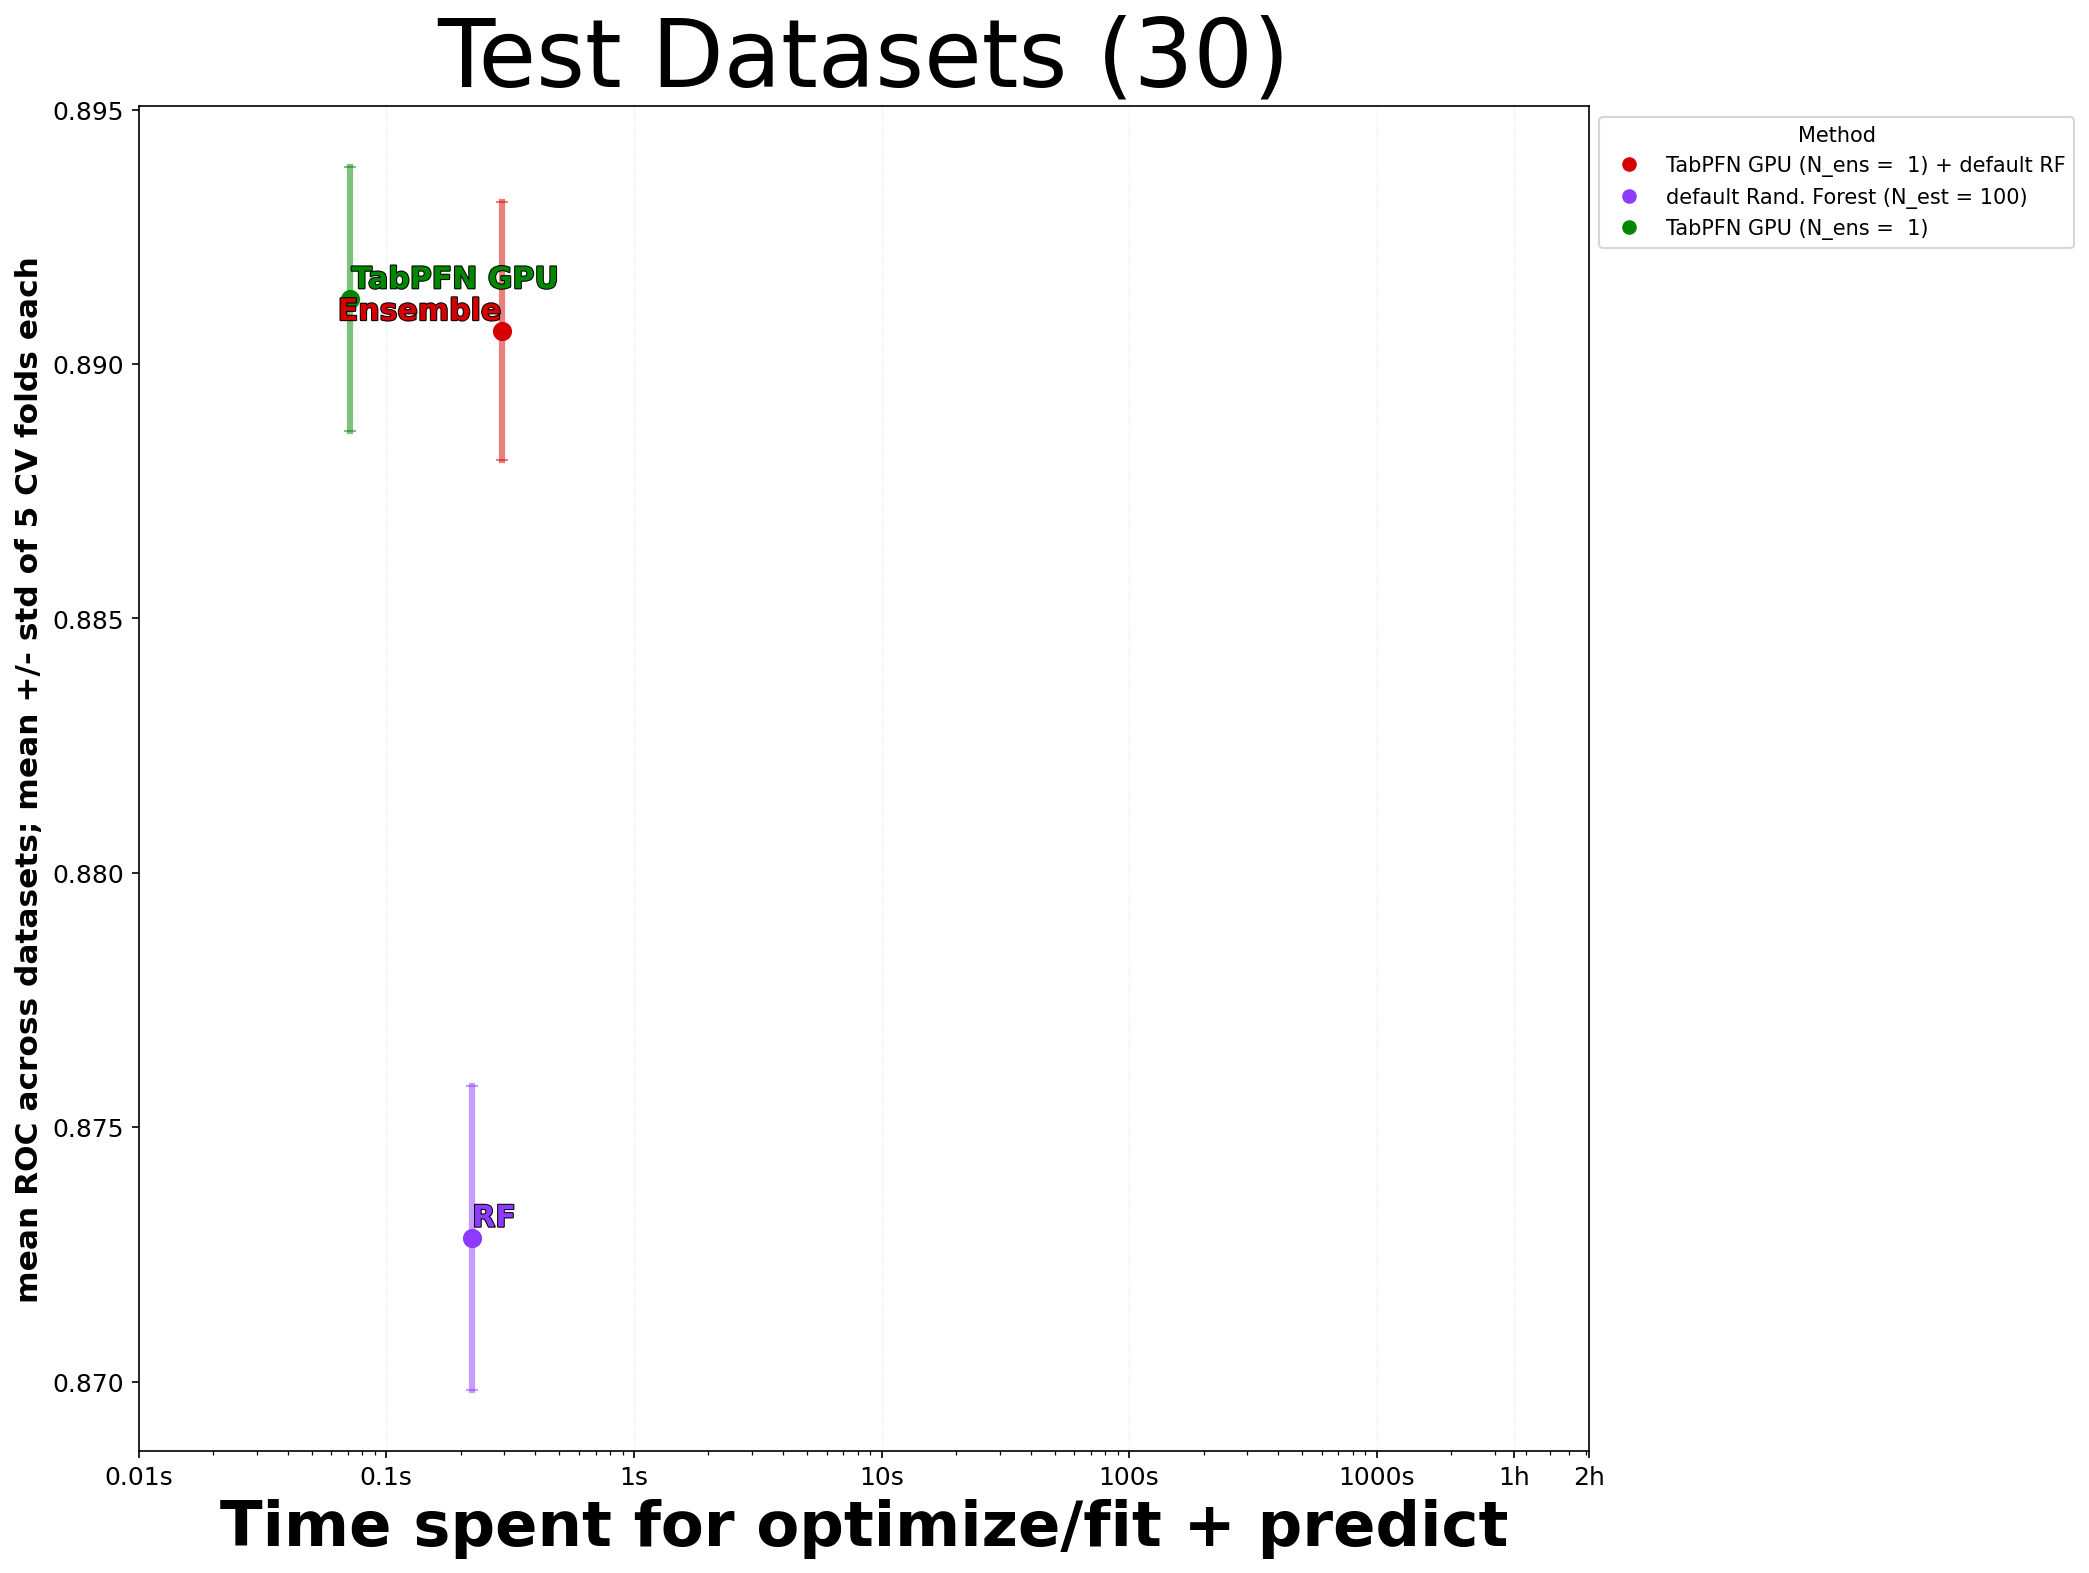 Test Datasets (30)
mean ROC across datasets; mean +/- std of 5 CV folds each
0.895
0.890
0.885
0.880
0.875
0.870
TabPFN GPU
Ensemble
RF
Method
TabPFN GPU (N_ens =  1) + default RF
default Rand. Forest (N_est = 100)
TabPFN GPU (N_ens =  1)
0.01s 0.1s 1s 10s 100s 1000s 1h 2h
Time spent for optimize/fit + predict